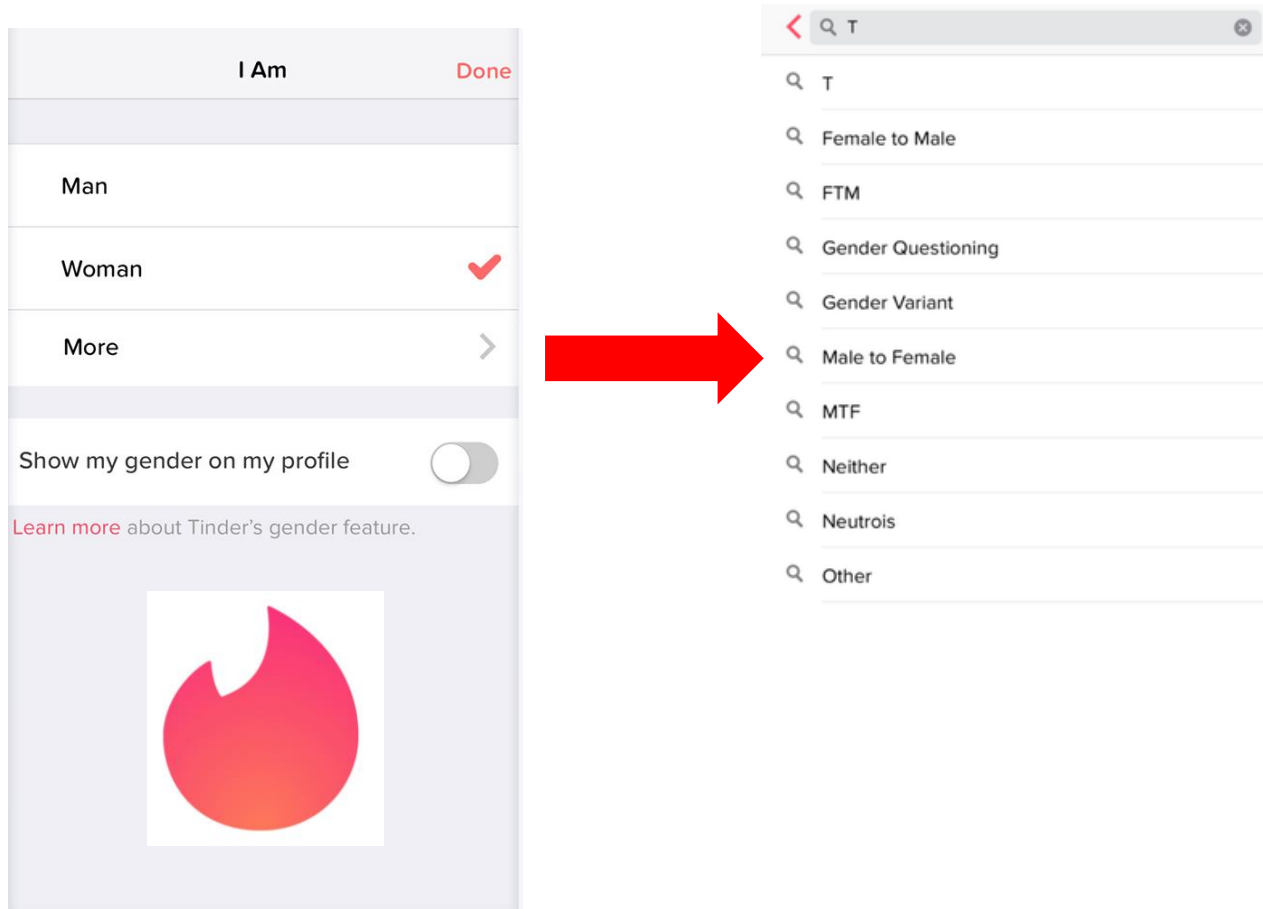 I Am
Done
Man
Woman
More
Show my gender on my profile
Learn more about Tinder's gender feature.
T
T
Female to Male
FTM
Gender Questioning
Gender Variant
Male to Female
MTF
Neither
Neutrois
Other